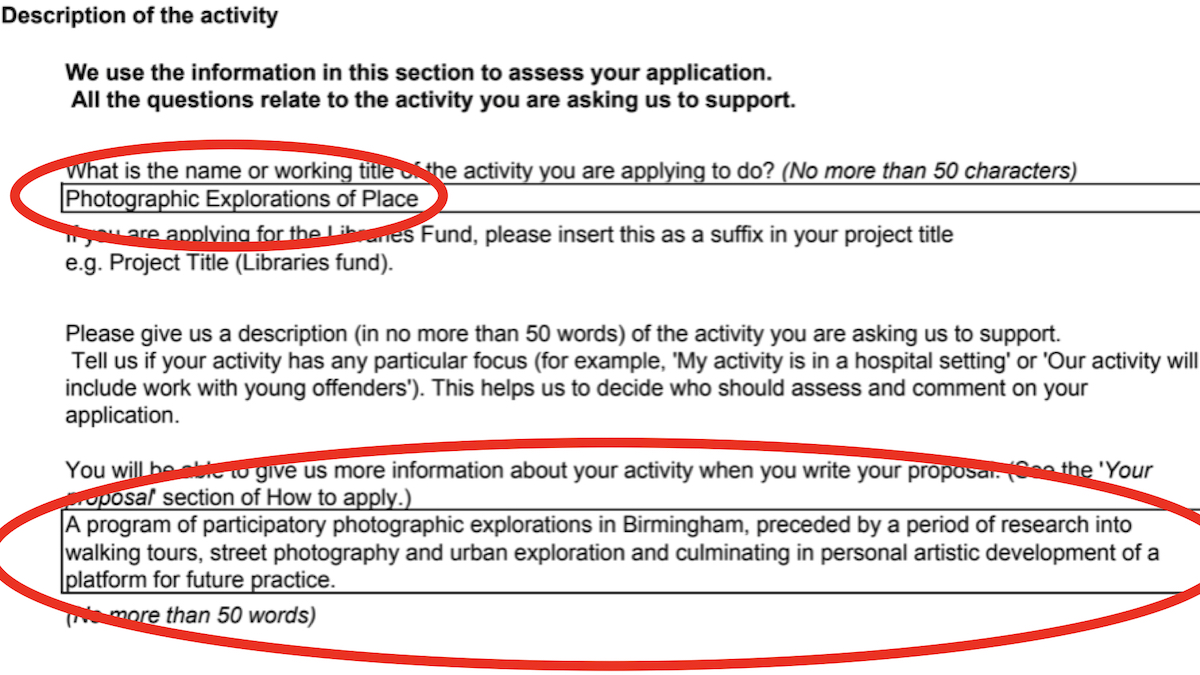 Description of the activity
We use the information in this section to assess your application.
All the questions relate to the activity you are asking us to support.
What is the name or working title of the activity you are applying to do? (No more than 50 characters)
Photographic Explorations of Place
If you are applying for the Libraries Fund, please insert this as a suffix in your project title
e.g. Project Title (Libraries fund).
Please give us a description (in no more than 50 words) of the activity you are asking us to support.
Tell us if your activity has any particular focus (for example, 'My activity is in a hospital setting' or 'Our activity will
include work with young offenders'). This helps us to decide who should assess and comment on your
application.
You will be able to give us more information about your activity when you write your proposal. (See the 'Your
proposal' section of How to apply.)
A program of participatory photographic explorations in Birmingham, preceded by a period of research into
walking tours, street photography and urban exploration and culminating in personal artistic development of a
platform for future practice.
(No more than 50 words)